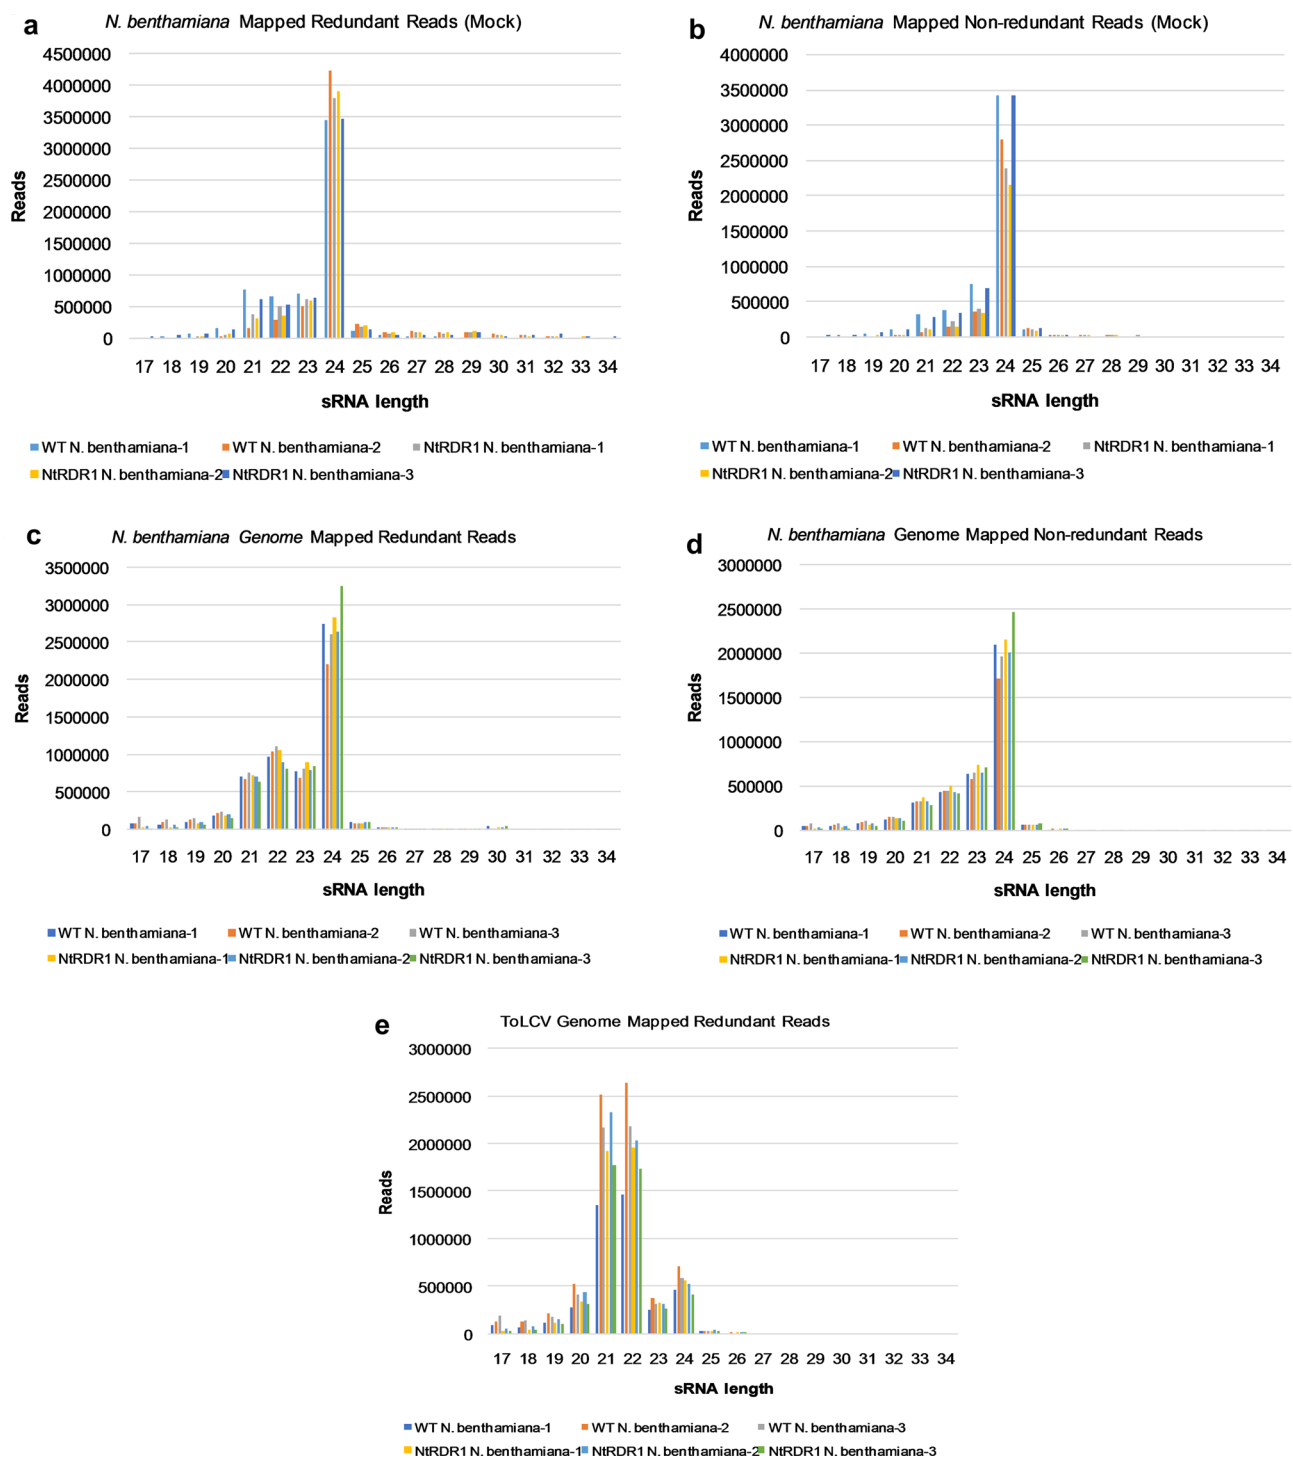 a
N. benthamiana Mapped Redundant Reads (Mock)
4500000
4000000
3500000
3000000
2500000
2000000
1500000
1000000
500000
0
Reads
17 18 19 20 21 22 23 24 25 26 27 28 29 30 31 32 33 34
sRNA length
WT N. benthamiana-1 WT N. benthamiana-2 NtRDR1 N. benthamiana-1
NtRDR1 N. benthamiana-2 NtRDR1 N. benthamiana-3
b
N. benthamiana Mapped Non-redundant Reads (Mock)
4000000
3500000
3000000
2500000
2000000
1500000
1000000
500000
0
Reads
17 18 19 20 21 22 23 24 25 26 27 28 29 30 31 32 33 34
sRNA length
WT N. benthamiana-1 WT N. benthamiana-2 NtRDR1 N. benthamiana-1
NtRDR1 N. benthamiana-2 NtRDR1 N. benthamiana-3
c
N. benthamiana Genome Mapped Redundant Reads
3500000
3000000
2500000
2000000
1500000
1000000
500000
0
Reads
17 18 19 20 21 22 23 24 25 26 27 28 29 30 31 32 33 34
sRNA length
WT N. benthamiana-1 WT N. benthamiana-2 WT N. benthamiana-3
NtRDR1 N. benthamiana-1 NtRDR1 N. benthamiana-2 NtRDR1 N. benthamiana-3
d
N. benthamiana Genome Mapped Non-redundant Reads
3000000
2500000
2000000
1500000
1000000
500000
0
Reads
17 18 19 20 21 22 23 24 25 26 27 28 29 30 31 32 33 34
sRNA length
WT N. benthamiana-1 WT N. benthamiana-2 WT N. benthamiana-3
NtRDR1 N. benthamiana-1 NtRDR1 N. benthamiana-2 NtRDR1 N. benthamiana-3
e
ToLCV Genome Mapped Redundant Reads
3000000
2500000
2000000
1500000
1000000
500000
0
Reads
17 18 19 20 21 22 23 24 25 26 27 28 29 30 31 32 33 34
sRNA length
WT N. benthamiana-1 WT N. benthamiana-2 WT N. benthamiana-3
NtRDR1 N. benthamiana-1 NtRDR1 N. benthamiana-2 NtRDR1 N. benthamiana-3